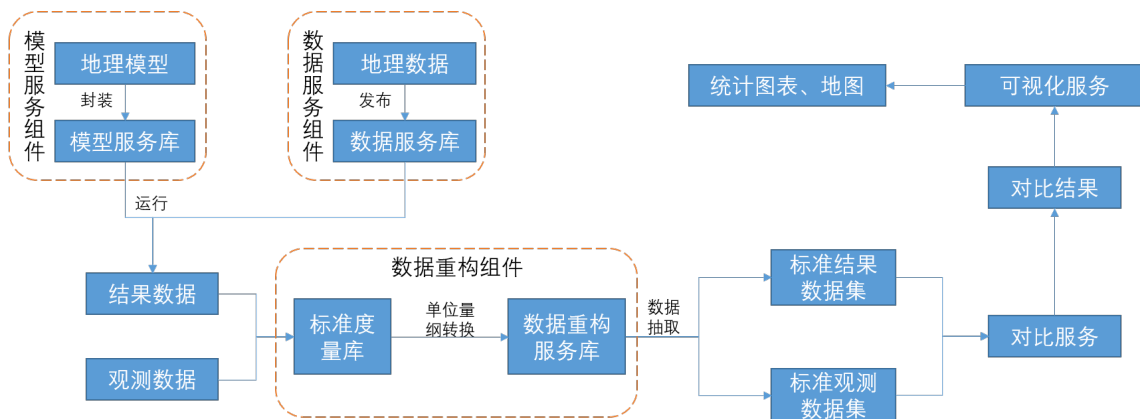 模型服务组件
地理模型
封装
模型服务库
数据服务组件
地理数据
发布
数据服务库
运行
结果数据
观测数据
数据重构组件
标准度
量库
单位量
纲转换
数据重构
服务库
数据
抽取
标准结果
数据集
标准观测
数据集
对比服务
对比结果
可视化服务
统计图表、地图